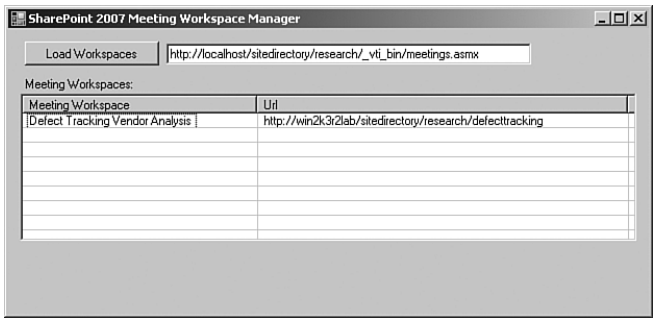 SharePoint 2007 Meeting Workspace Manager
Load Workspaces http://localhost/sitedirectory/research/_vti_bin/meetings.asmx
Meeting Workspaces:
Meeting Workspace Url
Defect Tracking Vendor Analysis http://win2k3r2lab/sitedirectory/research/defecttracking